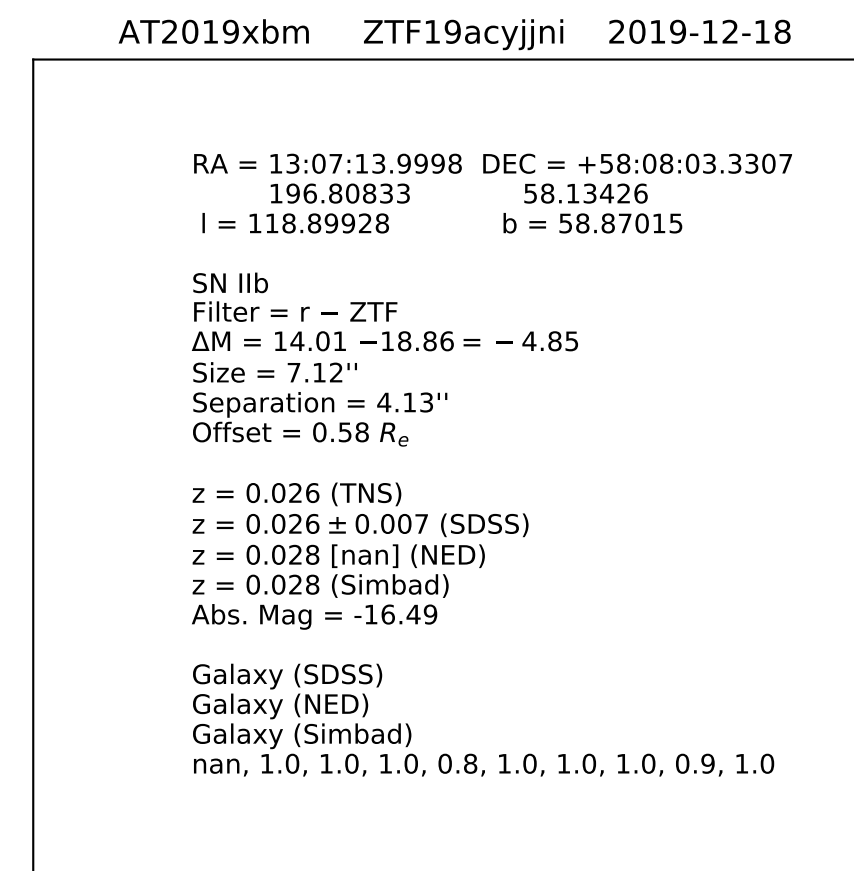 AT2019xbm ZTF19acyjjni 2019-12-18
RA = 13:07:13.9998 DEC = +58:08:03.3307
196.80833 58.13426
l = 118.89928 b = 58.87015
SN IIb
Filter = r − ZTF
ΔM = 14.01 −18.86 = − 4.85
Size = 7.12''
Separation = 4.13''
Offset = 0.58 Rₑ
z = 0.026 (TNS)
z = 0.026 ± 0.007 (SDSS)
z = 0.028 [nan] (NED)
z = 0.028 (Simbad)
Abs. Mag = -16.49
Galaxy (SDSS)
Galaxy (NED)
Galaxy (Simbad)
nan, 1.0, 1.0, 1.0, 0.8, 1.0, 1.0, 1.0, 0.9, 1.0